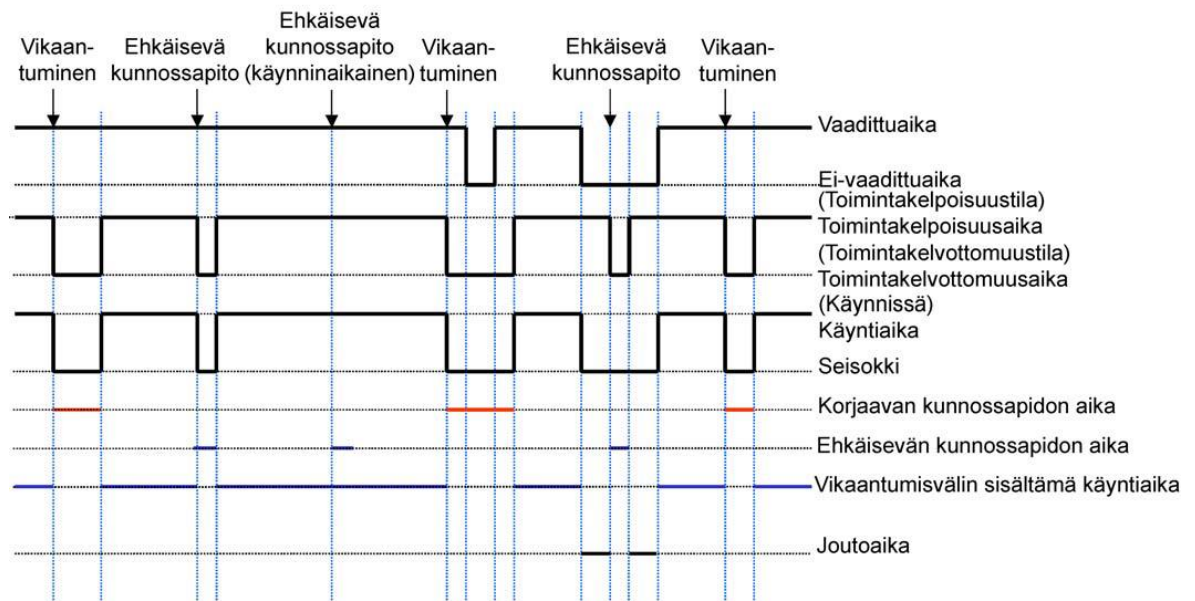 Vikaan-
tuminen
Ehkäisevä
kunnossapito
Ehkäisevä
kunnossapito
(käynninaikainen)
Vikaan-
tuminen
Ehkäisevä
kunnossapito
Vikaan-
tuminen
Vaadittuaika
Ei-vaadittuaika
(Toimintakelpoisuustila)
Toimintakelpoisuusaika
(Toimintakelvottomuustila)
Toimintakelvottomuusaika
(Käynnissä)
Käyntiaika
Seisokki
Korjaavan kunnossapidon aika
Ehkäisevän kunnossapidon aika
Vikaantumisvälin sisältämä käyntiaika
Joutoaika